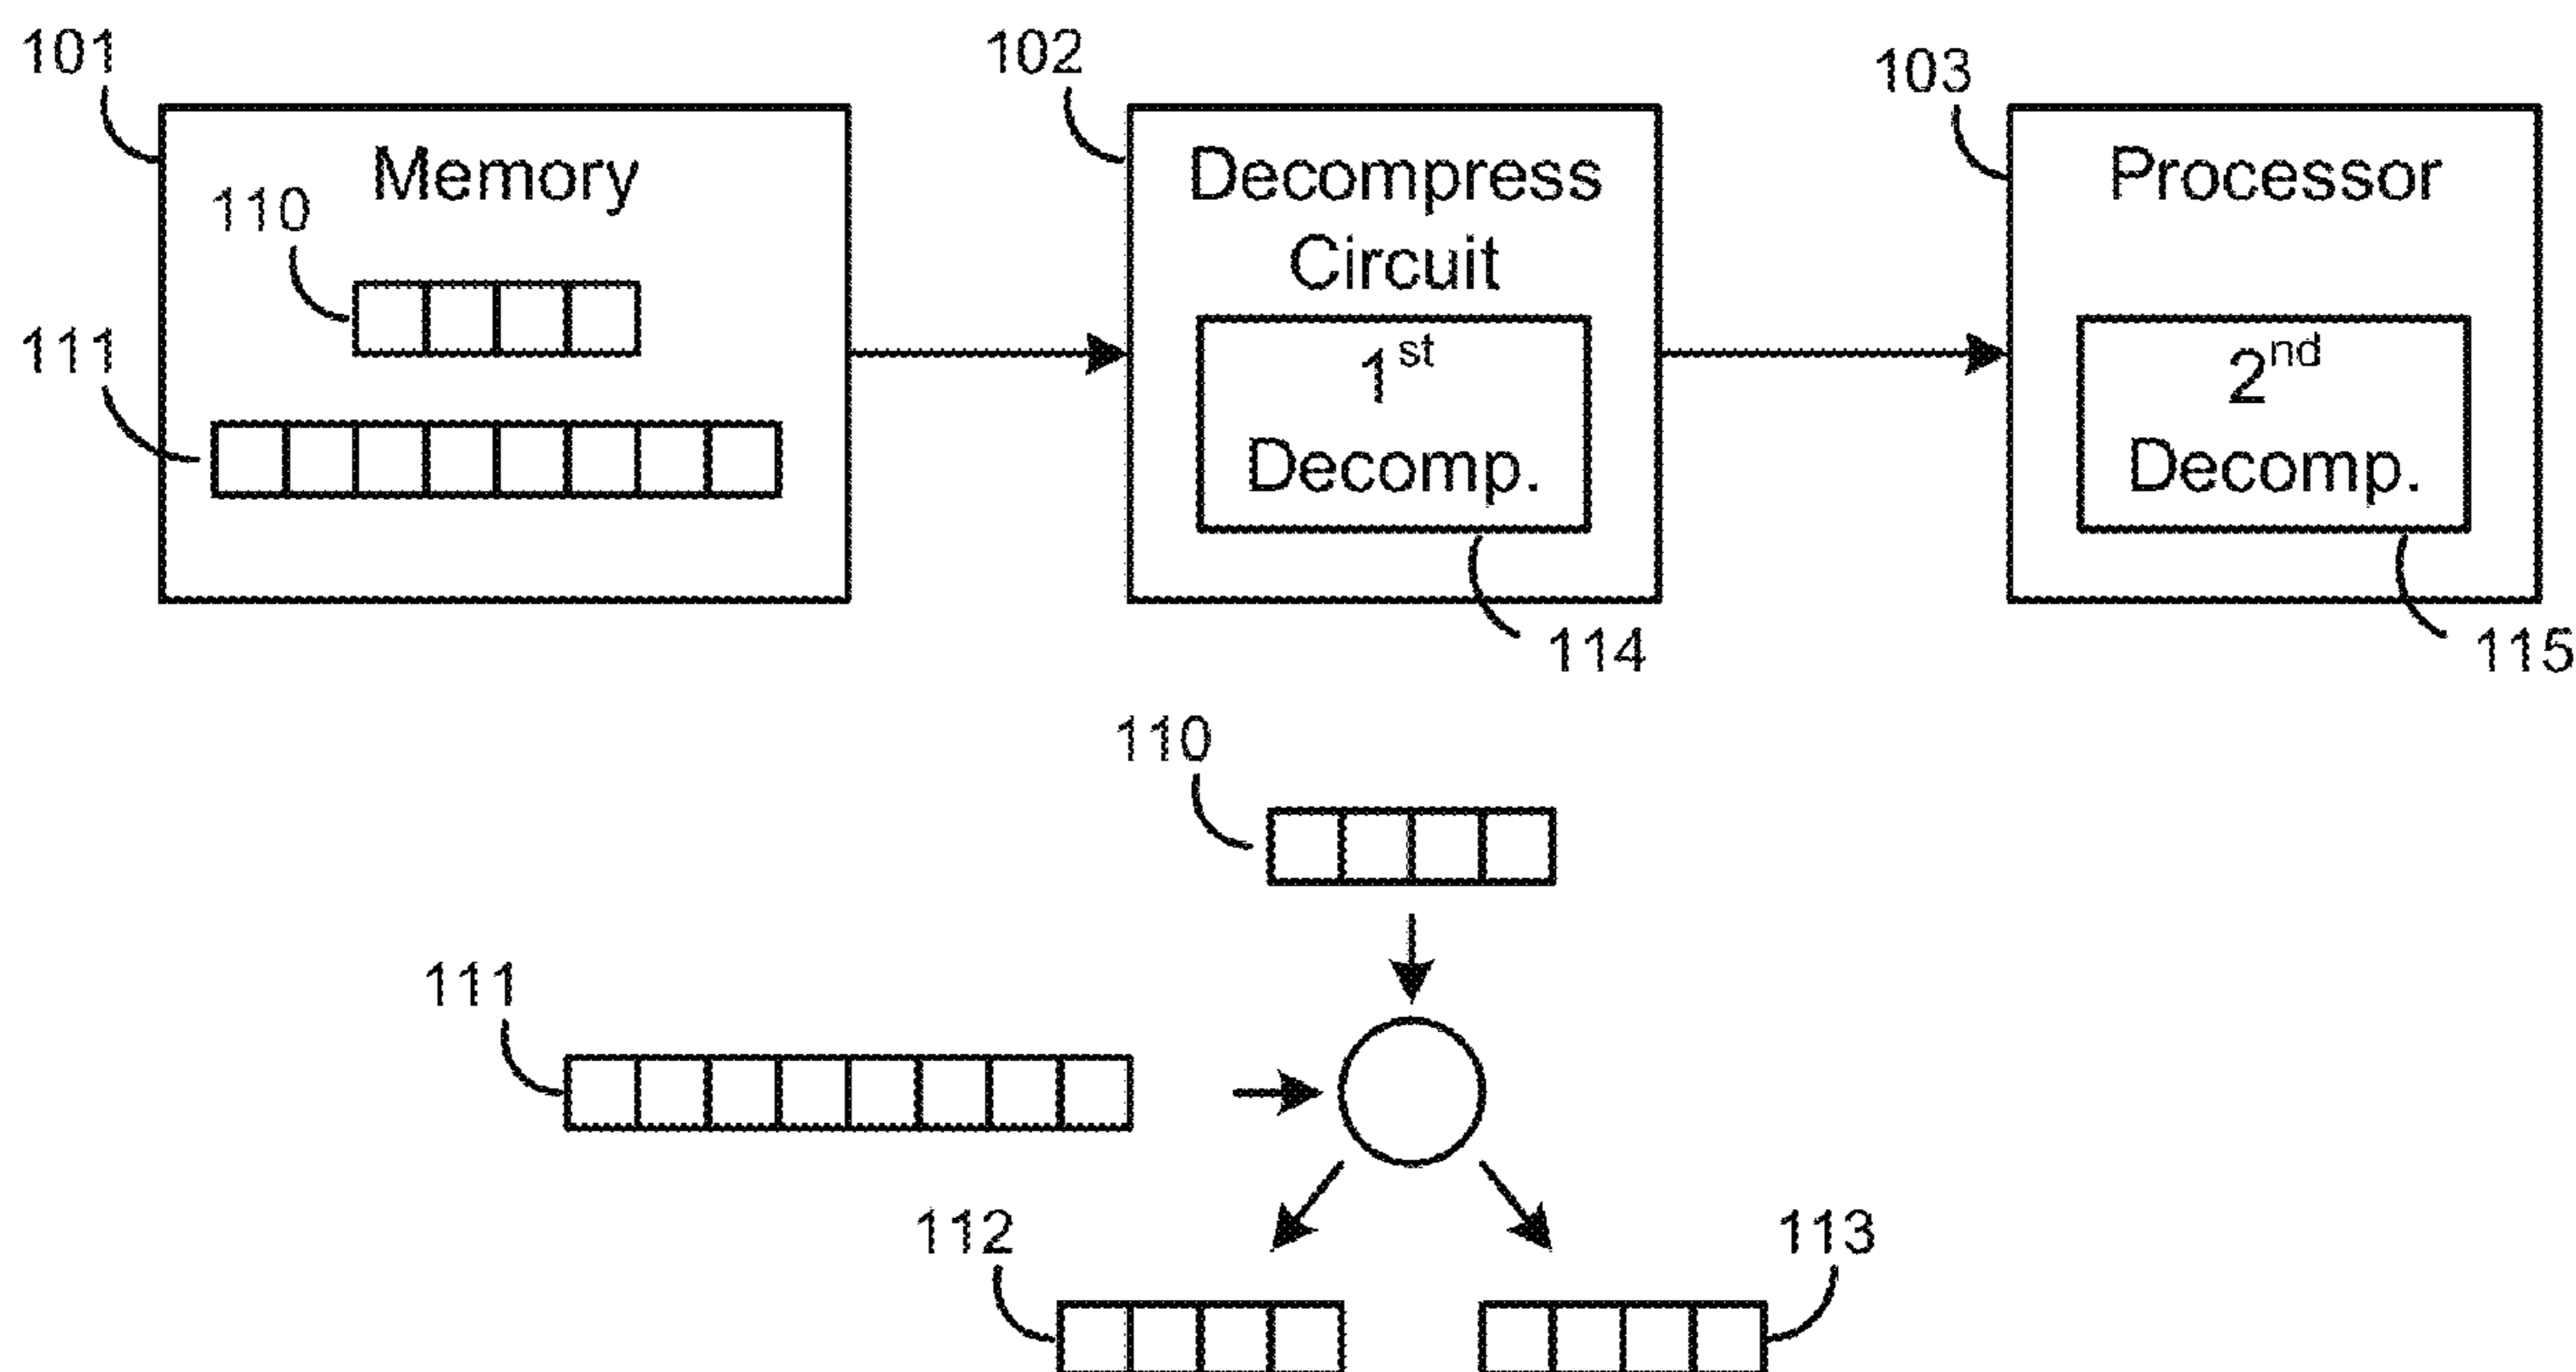 101
102
103
Memory
Decompress
Circuit
Processor
110
111
1st
Decomp.
2nd
Decomp.
114
115
110
111
112
113